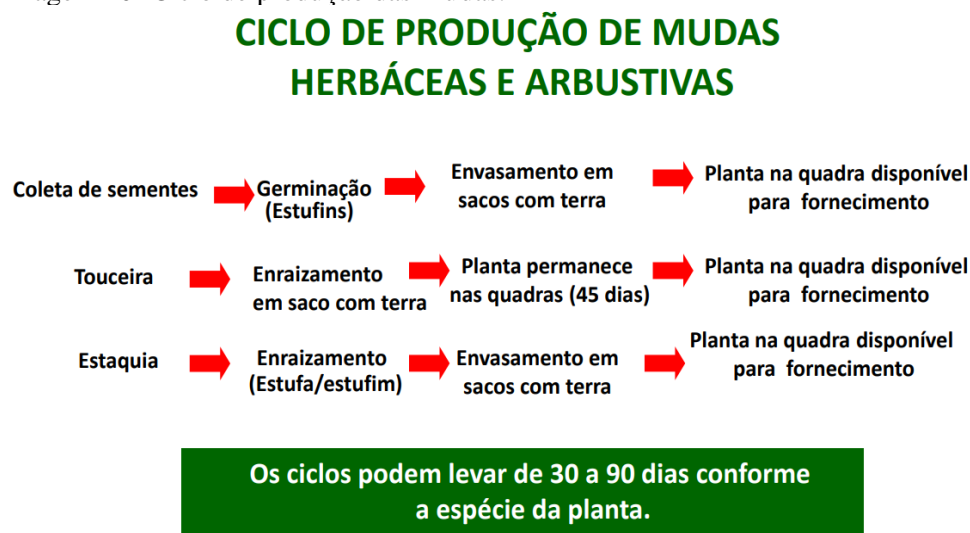 CICLO DE PRODUÇÃO DE MUDAS
HERBÁCEAS E ARBUSTIVAS
Coleta de sementes
Germinação
(Estufins)
Envasamento em
sacos com terra
Planta na quadra disponível
para fornecimento
Touceira
Enraizamento
em saco com terra
Planta permanece
nas quadras (45 dias)
Planta na quadra disponível
para fornecimento
Estaquia
Enraizamento
(Estufa/estufim)
Envasamento em
sacos com terra
Planta na quadra disponível
para fornecimento
Os ciclos podem levar de 30 a 90 dias conforme
a espécie da planta.